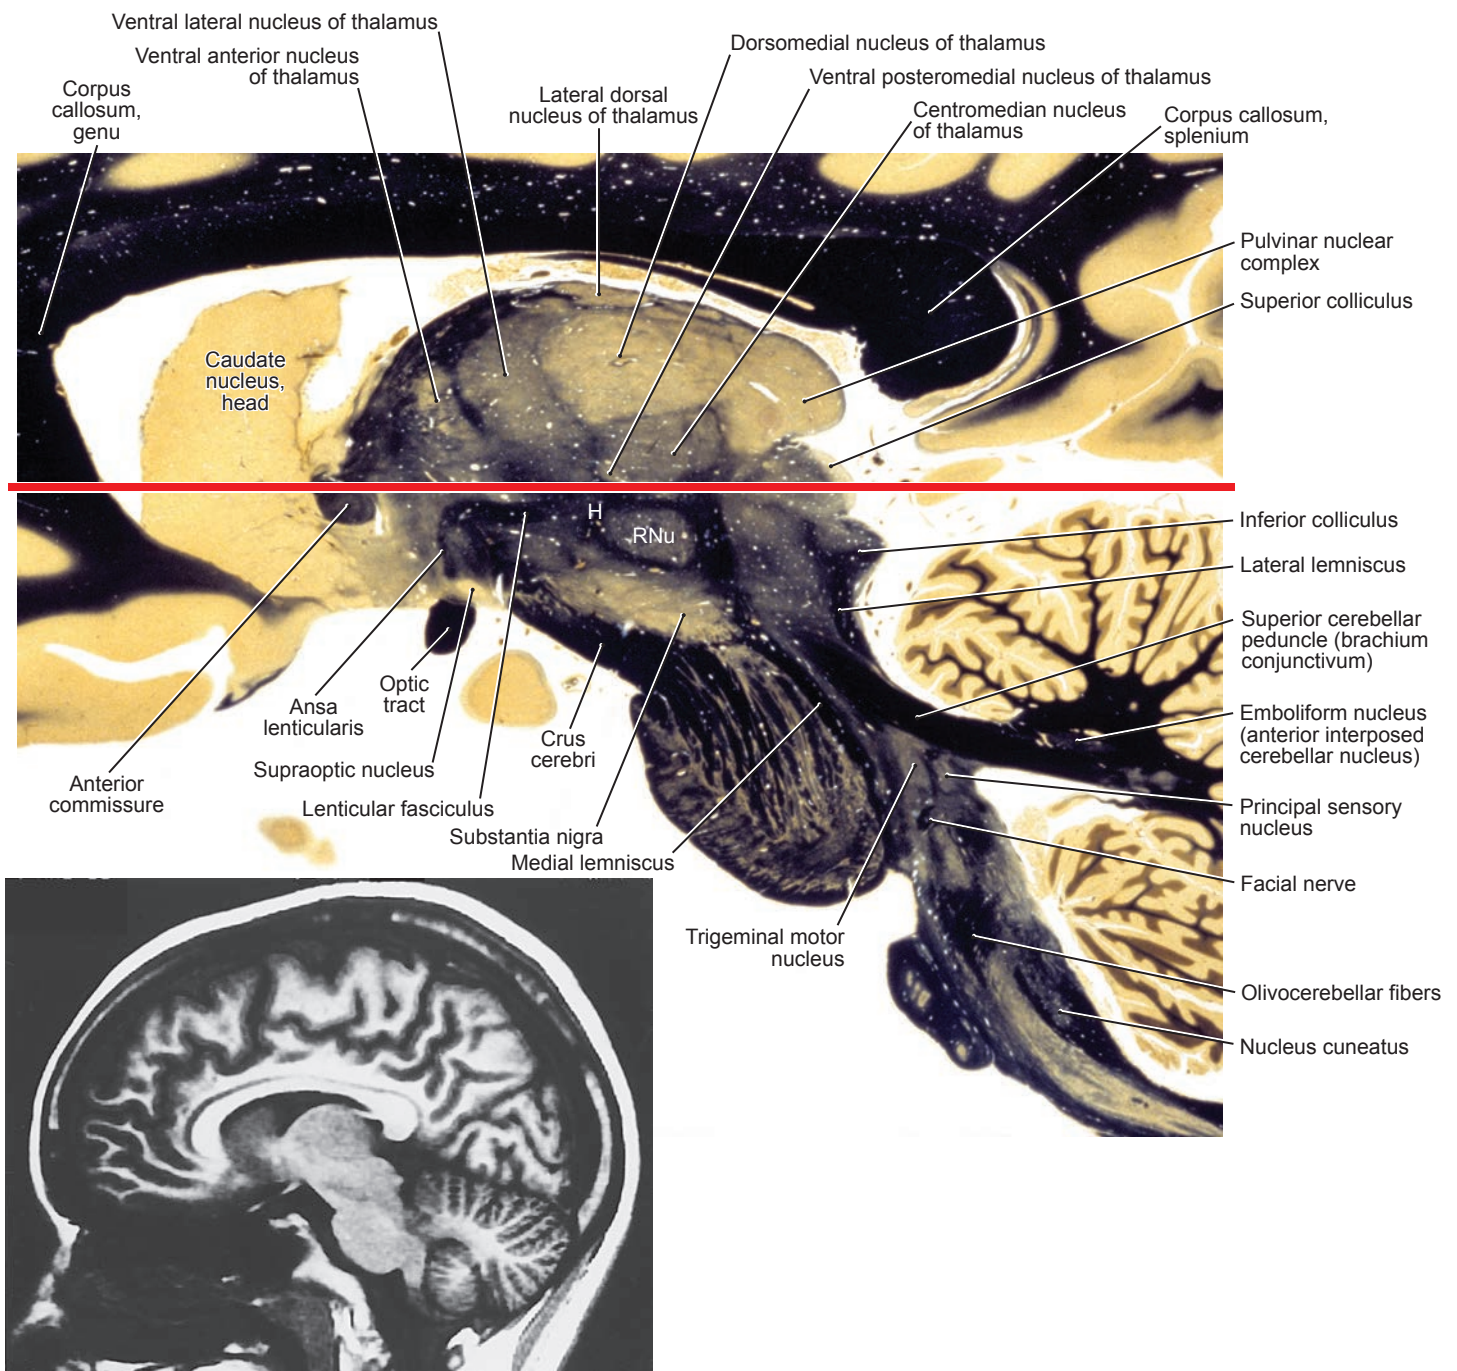 Ventral lateral nucleus of thalamus
Ventral anterior nucleus
of thalamus
Corpus
callosum,
genu
Lateral dorsal
nucleus of thalamus
Dorsomedial nucleus of thalamus
Ventral posteromedial nucleus of thalamus
Centromedian nucleus
of thalamus
Corpus callosum,
splenium
Pulvinar nuclear
complex
Superior colliculus
Caudate
nucleus,
head
H
RNu
Inferior colliculus
Lateral lemniscus
Superior cerebellar
peduncle (brachium
conjunctivum)
Emboliform nucleus
(anterior interposed
cerebellar nucleus)
Principal sensory
nucleus
Facial nerve
Olivocerebellar fibers
Nucleus cuneatus
Anterior
commissure
Ansa
lenticularis
Optic
tract
Supraoptic nucleus
Lenticular fasciculus
Crus
cerebri
Substantia nigra
Medial lemniscus
Trigeminal motor
nucleus